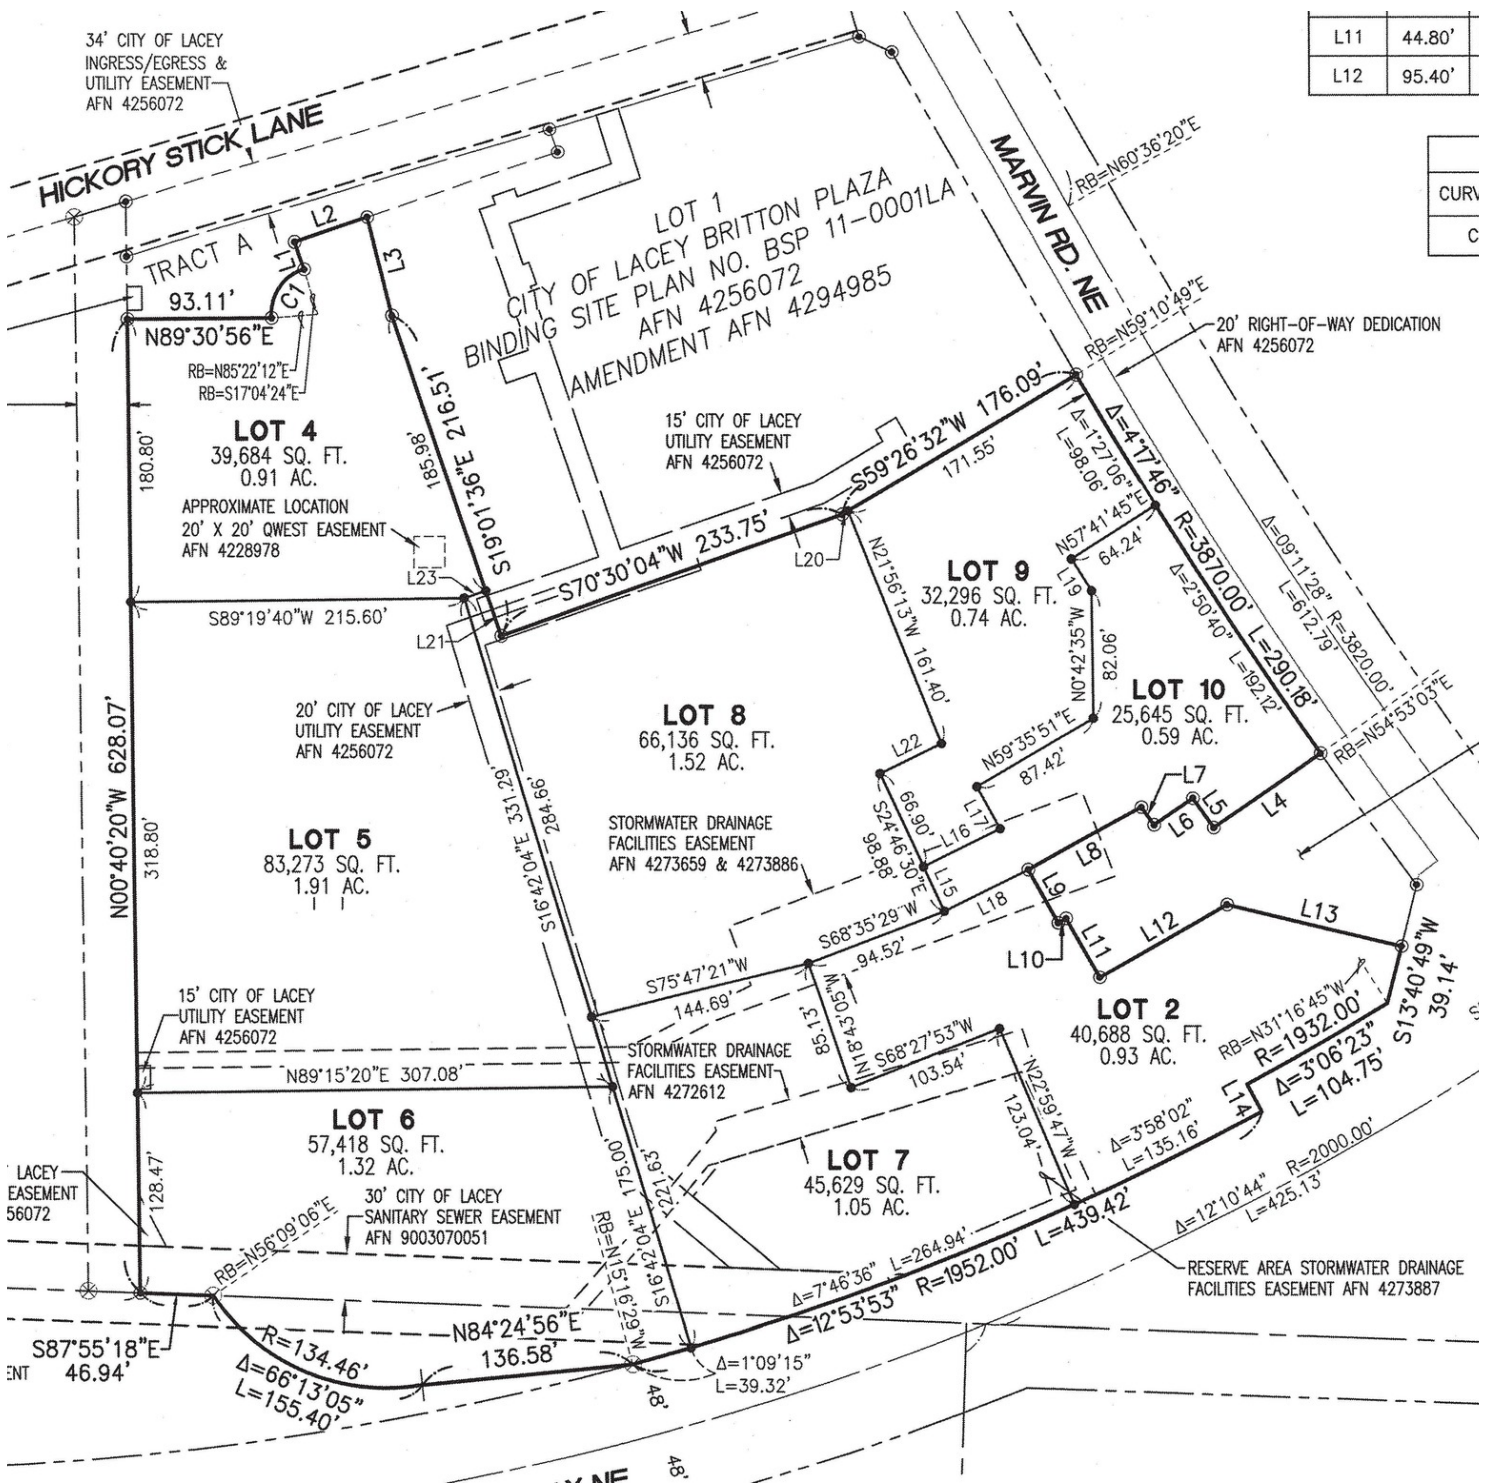 34' CITY OF LACEY
INGRESS/EGRESS &
UTILITY EASEMENT
AFN 4256072
L11 44.80'
L12 95.40'
HICKORY STICK LANE
MARVIN RD. NE
RB=N60°36'20"E
CURV
C
LOT 1
CITY OF LACEY BRITTON PLAZA
BINDING SITE PLAN NO. BSP 11-0001LA
AFN 4256072
AMENDMENT AFN 4294985
L2
L1
L3
C1
TRACT A
93.11'
N89°30'56"E
RB=N85°22'12"E
RB=S17°04'24"E
RB=N59°10'49"E
20' RIGHT-OF-WAY DEDICATION
AFN 4256072
LOT 4
39,684 SQ. FT.
0.91 AC.
180.80'
185.98'
S19°01'36"E 216.51'
15' CITY OF LACEY
UTILITY EASEMENT
AFN 4256072
S59°26'32"W 176.09'
171.55'
Δ=1°27'06"
L=98.06'
Δ=4°17'46"
R=3870.00'
L=290.18'
APPROXIMATE LOCATION
20' X 20' QWEST EASEMENT
AFN 4228978
L23
S70°30'04"W 233.75'
L20
N57°41'45"E
64.24'
Δ=09°11'28" R=3820.00'
L=612.79'
Δ=2°50'40"
L=192.12'
S89°19'40"W 215.60'
L21
N21°56'13"W 161.40'
LOT 9
32,296 SQ. FT.
0.74 AC.
L19
N0°42'35"W
82.06'
LOT 10
25,645 SQ. FT.
0.59 AC.
RB=N54°53'03"E
N00°40'20"W 628.07'
20' CITY OF LACEY
UTILITY EASEMENT
AFN 4256072
LOT 8
66,136 SQ. FT.
1.52 AC.
L22
N59°35'51"E
87.42'
L7
L6
L5
L4
S16°42'04"E 331.29'
284.66'
318.80'
LOT 5
83,273 SQ. FT.
1.91 AC.
STORMWATER DRAINAGE
FACILITIES EASEMENT
AFN 4273659 & 4273886
S24°46'30"E
66.90'
98.88'
L17
L16
L15
L8
L18
L9
L10
L11
L12
L13
S68°35'29"W
94.52'
S75°47'21"W
144.69'
15' CITY OF LACEY
UTILITY EASEMENT
AFN 4256072
N18°43'05"W
85.13'
LOT 2
40,688 SQ. FT.
0.93 AC.
RB=N31°16'45"W
R=1932.00'
Δ=3°06'23"
L=104.75'
S13°40'49"W
39.14'
STORMWATER DRAINAGE
FACILITIES EASEMENT
AFN 4272612
S68°27'53"W
103.54'
N89°15'20"E 307.08'
N22°59'47"W
123.04'
L14
Δ=3°58'02"
L=135.16'
LOT 6
57,418 SQ. FT.
1.32 AC.
LACEY
EASEMENT
56072
128.47'
30' CITY OF LACEY
SANITARY SEWER EASEMENT
AFN 9003070051
S16°42'04"E 175.00'
221.63'
LOT 7
45,629 SQ. FT.
1.05 AC.
Δ=12°10'44" R=2000.00'
L=425.13'
RB=N56°09'06"E
RB=N15°16'29"W
Δ=7°46'36" L=264.94'
Δ=12°53'53" R=1952.00' L=439.42'
RESERVE AREA STORMWATER DRAINAGE
FACILITIES EASEMENT AFN 4273887
S87°55'18"E
46.94'
ENT
R=134.46'
Δ=66°13'05"
L=155.40'
N84°24'56"E
136.58'
Δ=1°09'15"
L=39.32'
48'
48'
NE